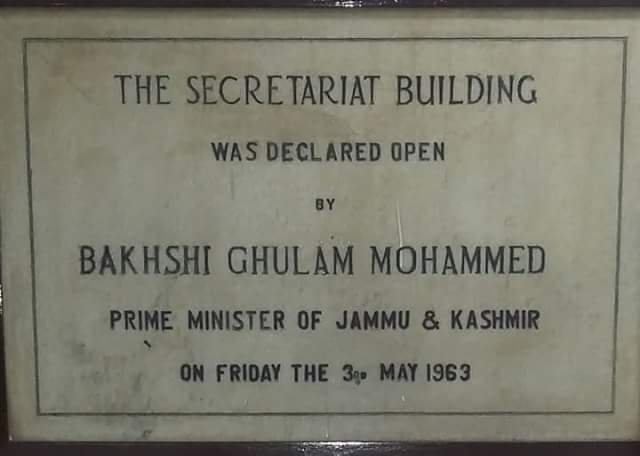 THE SECRETARIAT BUILDING
WAS DECLARED OPEN
BY
BAKHSHI GHULAM MOHAMMED
PRIME MINISTER OF JAMMU & KASHMIR
ON FRIDAY THE 3RD MAY 1963